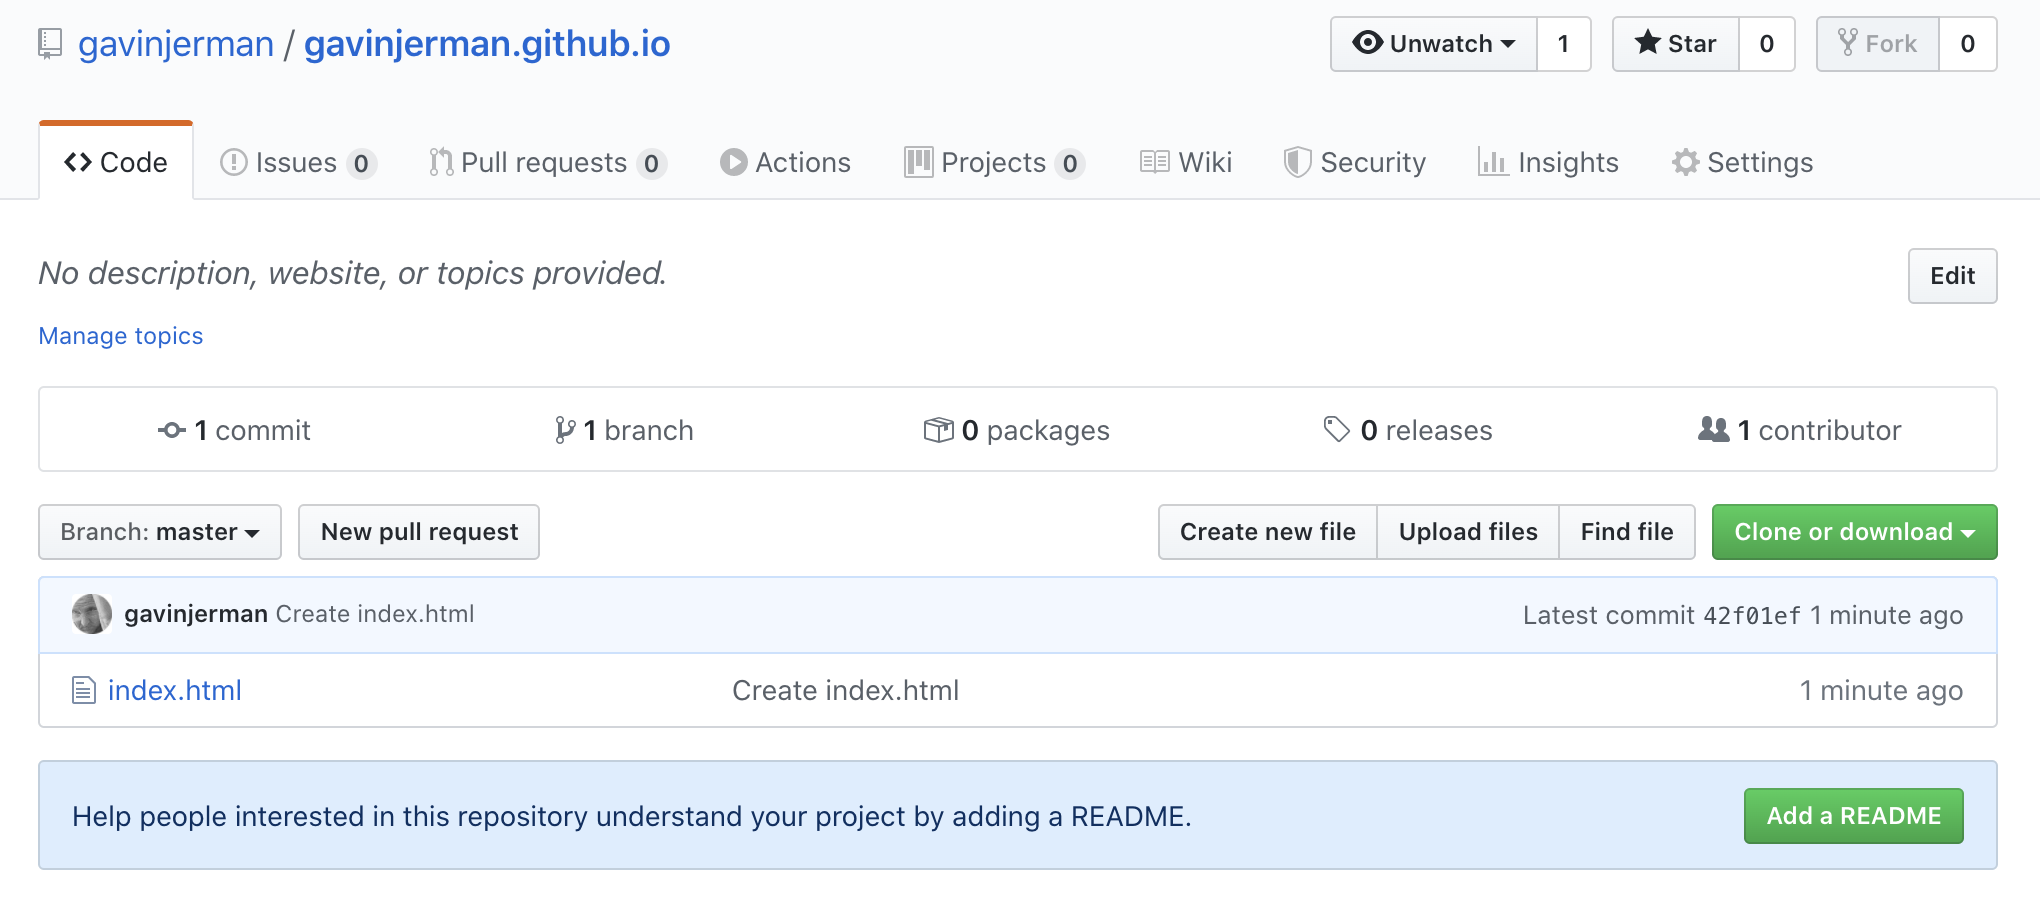 gavinjerman / gavinjerman.github.io
Unwatch 1 Star 0 Fork 0
Code Issues 0 Pull requests 0 Actions Projects 0 Wiki Security Insights Settings
No description, website, or topics provided.
Edit
Manage topics
1 commit 1 branch 0 packages 0 releases 1 contributor
Branch: master New pull request Create new file Upload files Find file Clone or download
gavinjerman Create index.html Latest commit 42f01ef 1 minute ago
index.html Create index.html 1 minute ago
Help people interested in this repository understand your project by adding a README. Add a README